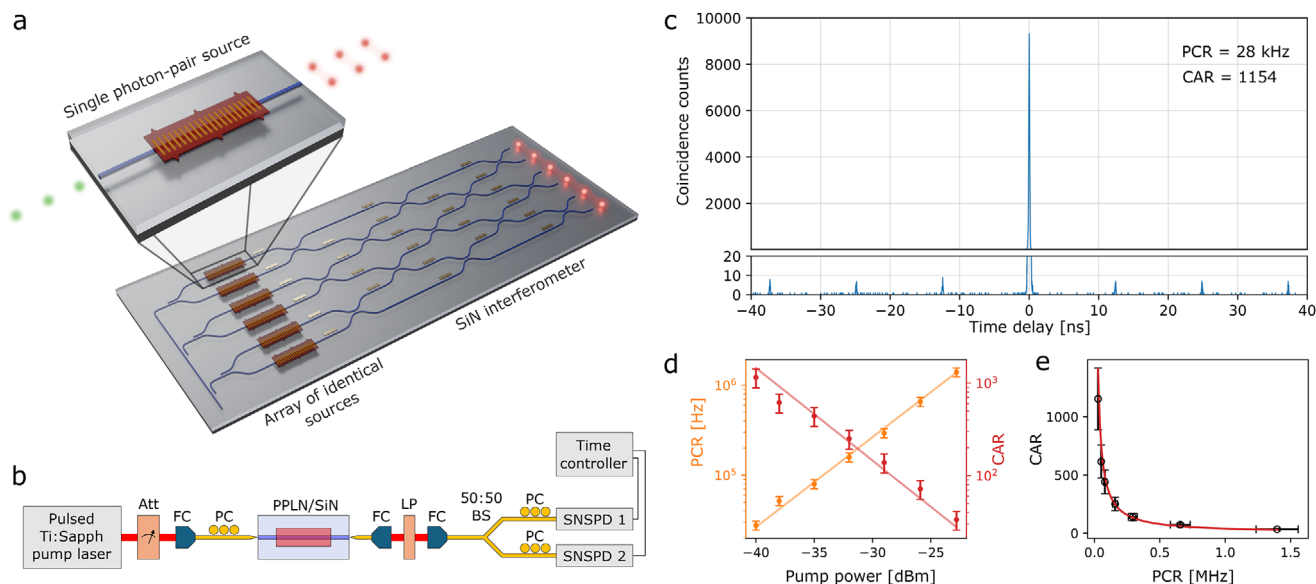 a
Single photon-pair source
Array of identical
sources
SiN interferometer
b
Pulsed
Ti:Sapph
pump laser
Att
FC
PC
PPLN/SiN
FC
LP
FC
50:50
BS
PC
PC
SNSPD 1
SNSPD 2
Time
controller
c
PCR = 28 kHz
CAR = 1154
Coincidence counts
10000
8000
6000
4000
2000
20
10
0
−40
−30
−20
−10
0
10
20
30
40
Time delay [ns]
d
PCR [Hz]
10⁶
10⁵
CAR
10³
10²
−40
−35
−30
−25
Pump power [dBm]
e
CAR
1000
500
0
0.0
0.5
1.0
1.5
PCR [MHz]